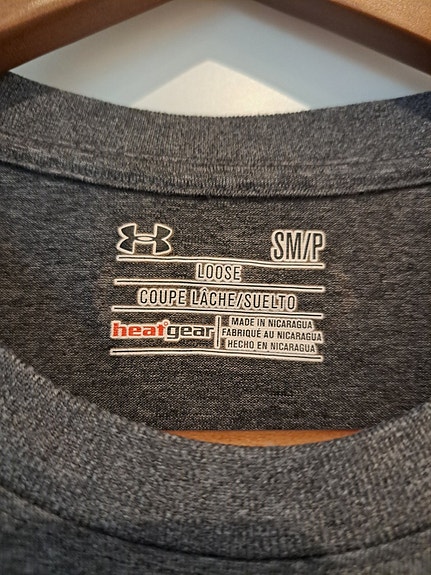 SM/P
LOOSE
COUPE LÂCHE/SUELTO
heatgear
MADE IN NICARAGUA
FABRIQUÉ AU NICARAGUA
HECHO EN NICARAGUA